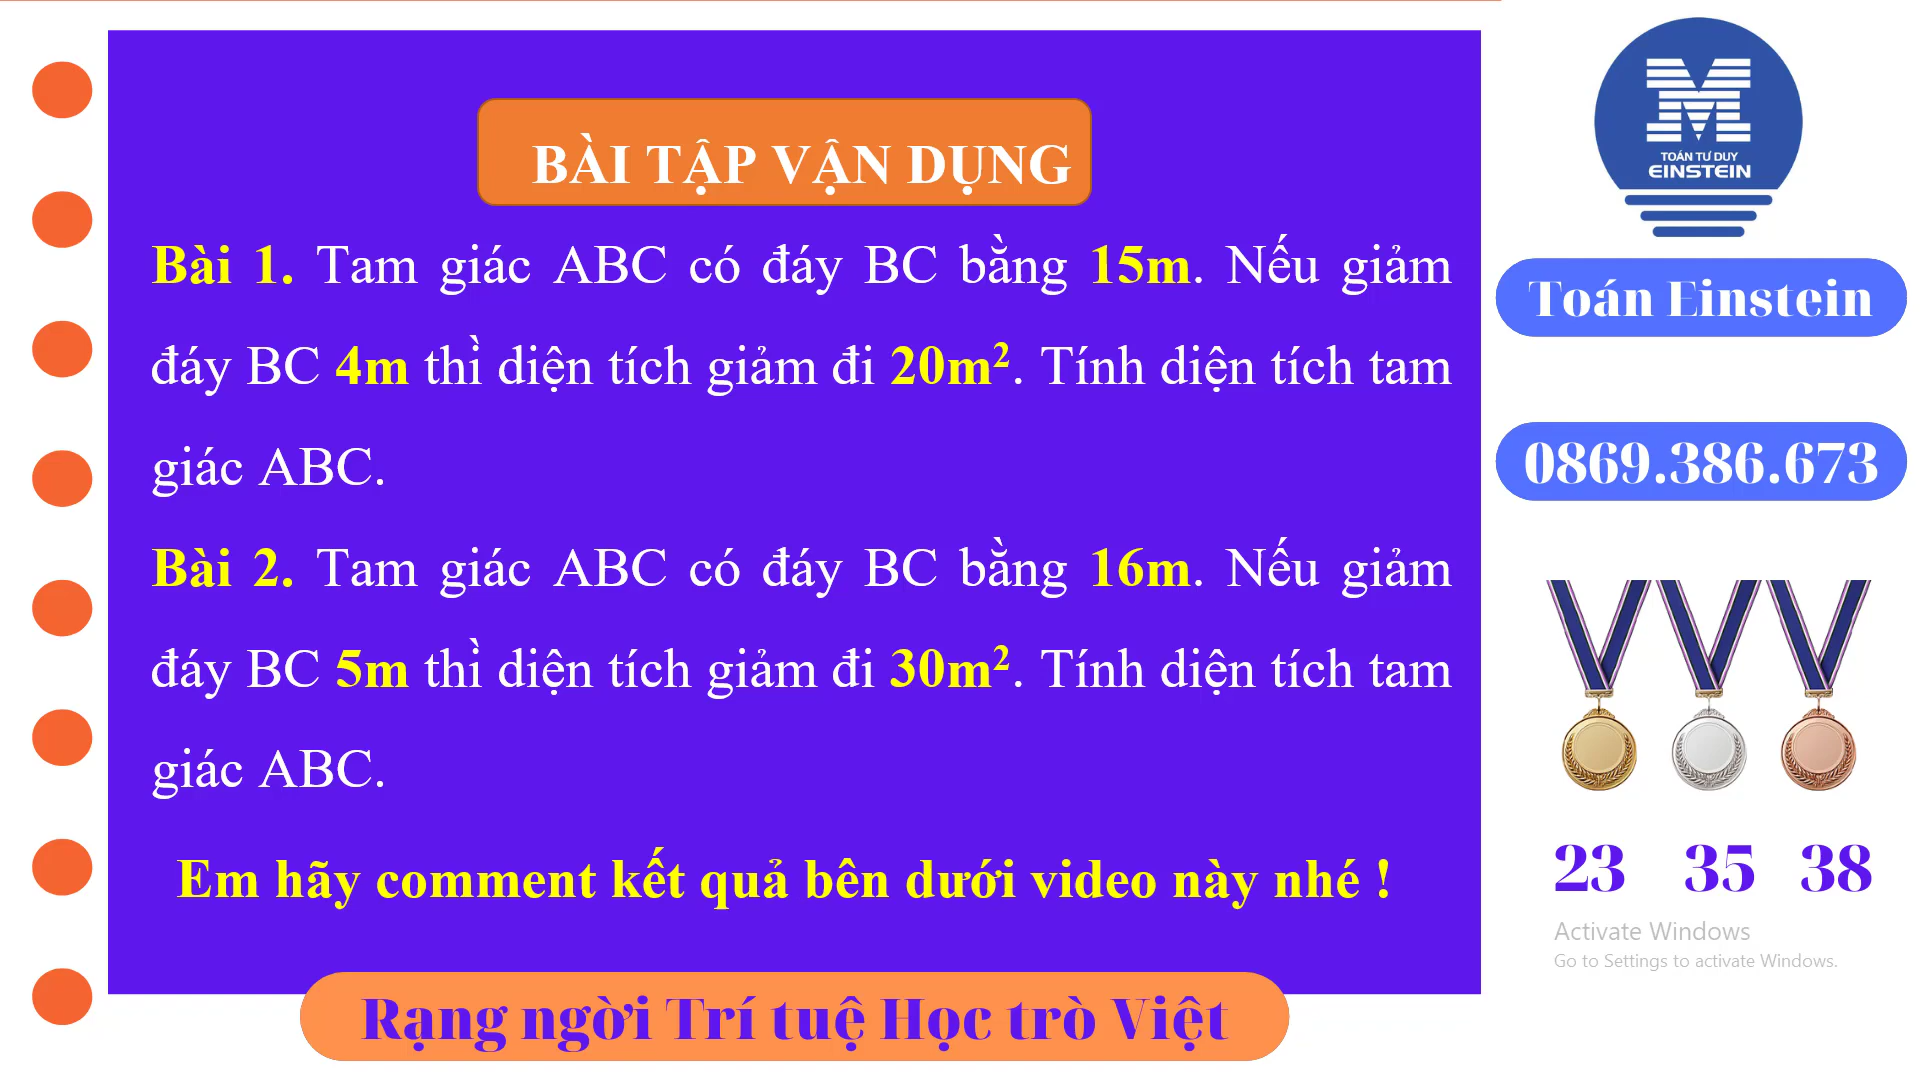 BÀI TẬP VẬN DỤNG
Bài 1. Tam giác ABC có đáy BC bằng 15m. Nếu giảm
đáy BC 4m thì diện tích giảm đi 20m². Tính diện tích tam
giác ABC.
Bài 2. Tam giác ABC có đáy BC bằng 16m. Nếu giảm
đáy BC 5m thì diện tích giảm đi 30m². Tính diện tích tam
giác ABC.
Em hãy comment kết quả bên dưới video này nhé !
Rạng ngời Trí tuệ Học trò Việt
M
TOÁN TƯ DUY
EINSTEIN
Toán Einstein
0869.386.673
23 35 38
Activate Windows
Go to Settings to activate Windows.